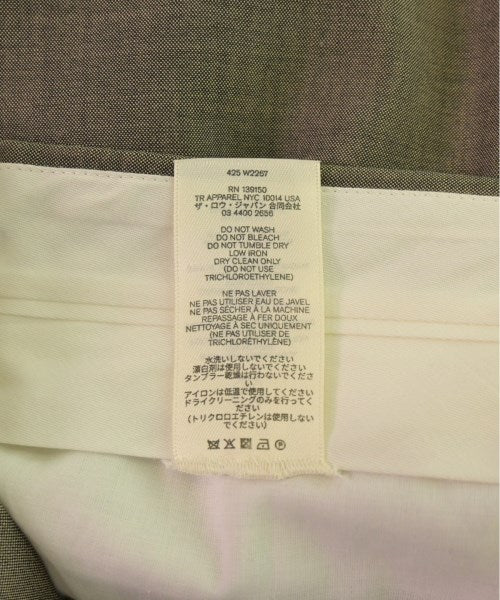 425 W2267
RN 139150
TR APPAREL NYC 10014 USA
ザ・ロウ・ジャパン 合同会社
03 4400 2656
DO NOT WASH
DO NOT BLEACH
DO NOT TUMBLE DRY
LOW IRON
DRY CLEAN ONLY
(DO NOT USE
TRICHLOROETHYLENE)
NE PAS LAVER
NE PAS UTILISER EAU DE JAVEL
NE PAS SÉCHER À LA MACHINE
REPASSAGE À FER DOUX
NETTOYAGE À SEC UNIQUEMENT
(NE PAS UTILISER DE
TRICHLORÉTHYLÈNE)
水洗いしないでください
漂白剤は使用しないでください
タンブラー乾燥は行わないでくださ
い
アイロンは低温で使用してください
ドライクリーニングのみを行ってくだ
さい
(トリクロロエチレンは使用しない
でください)
P